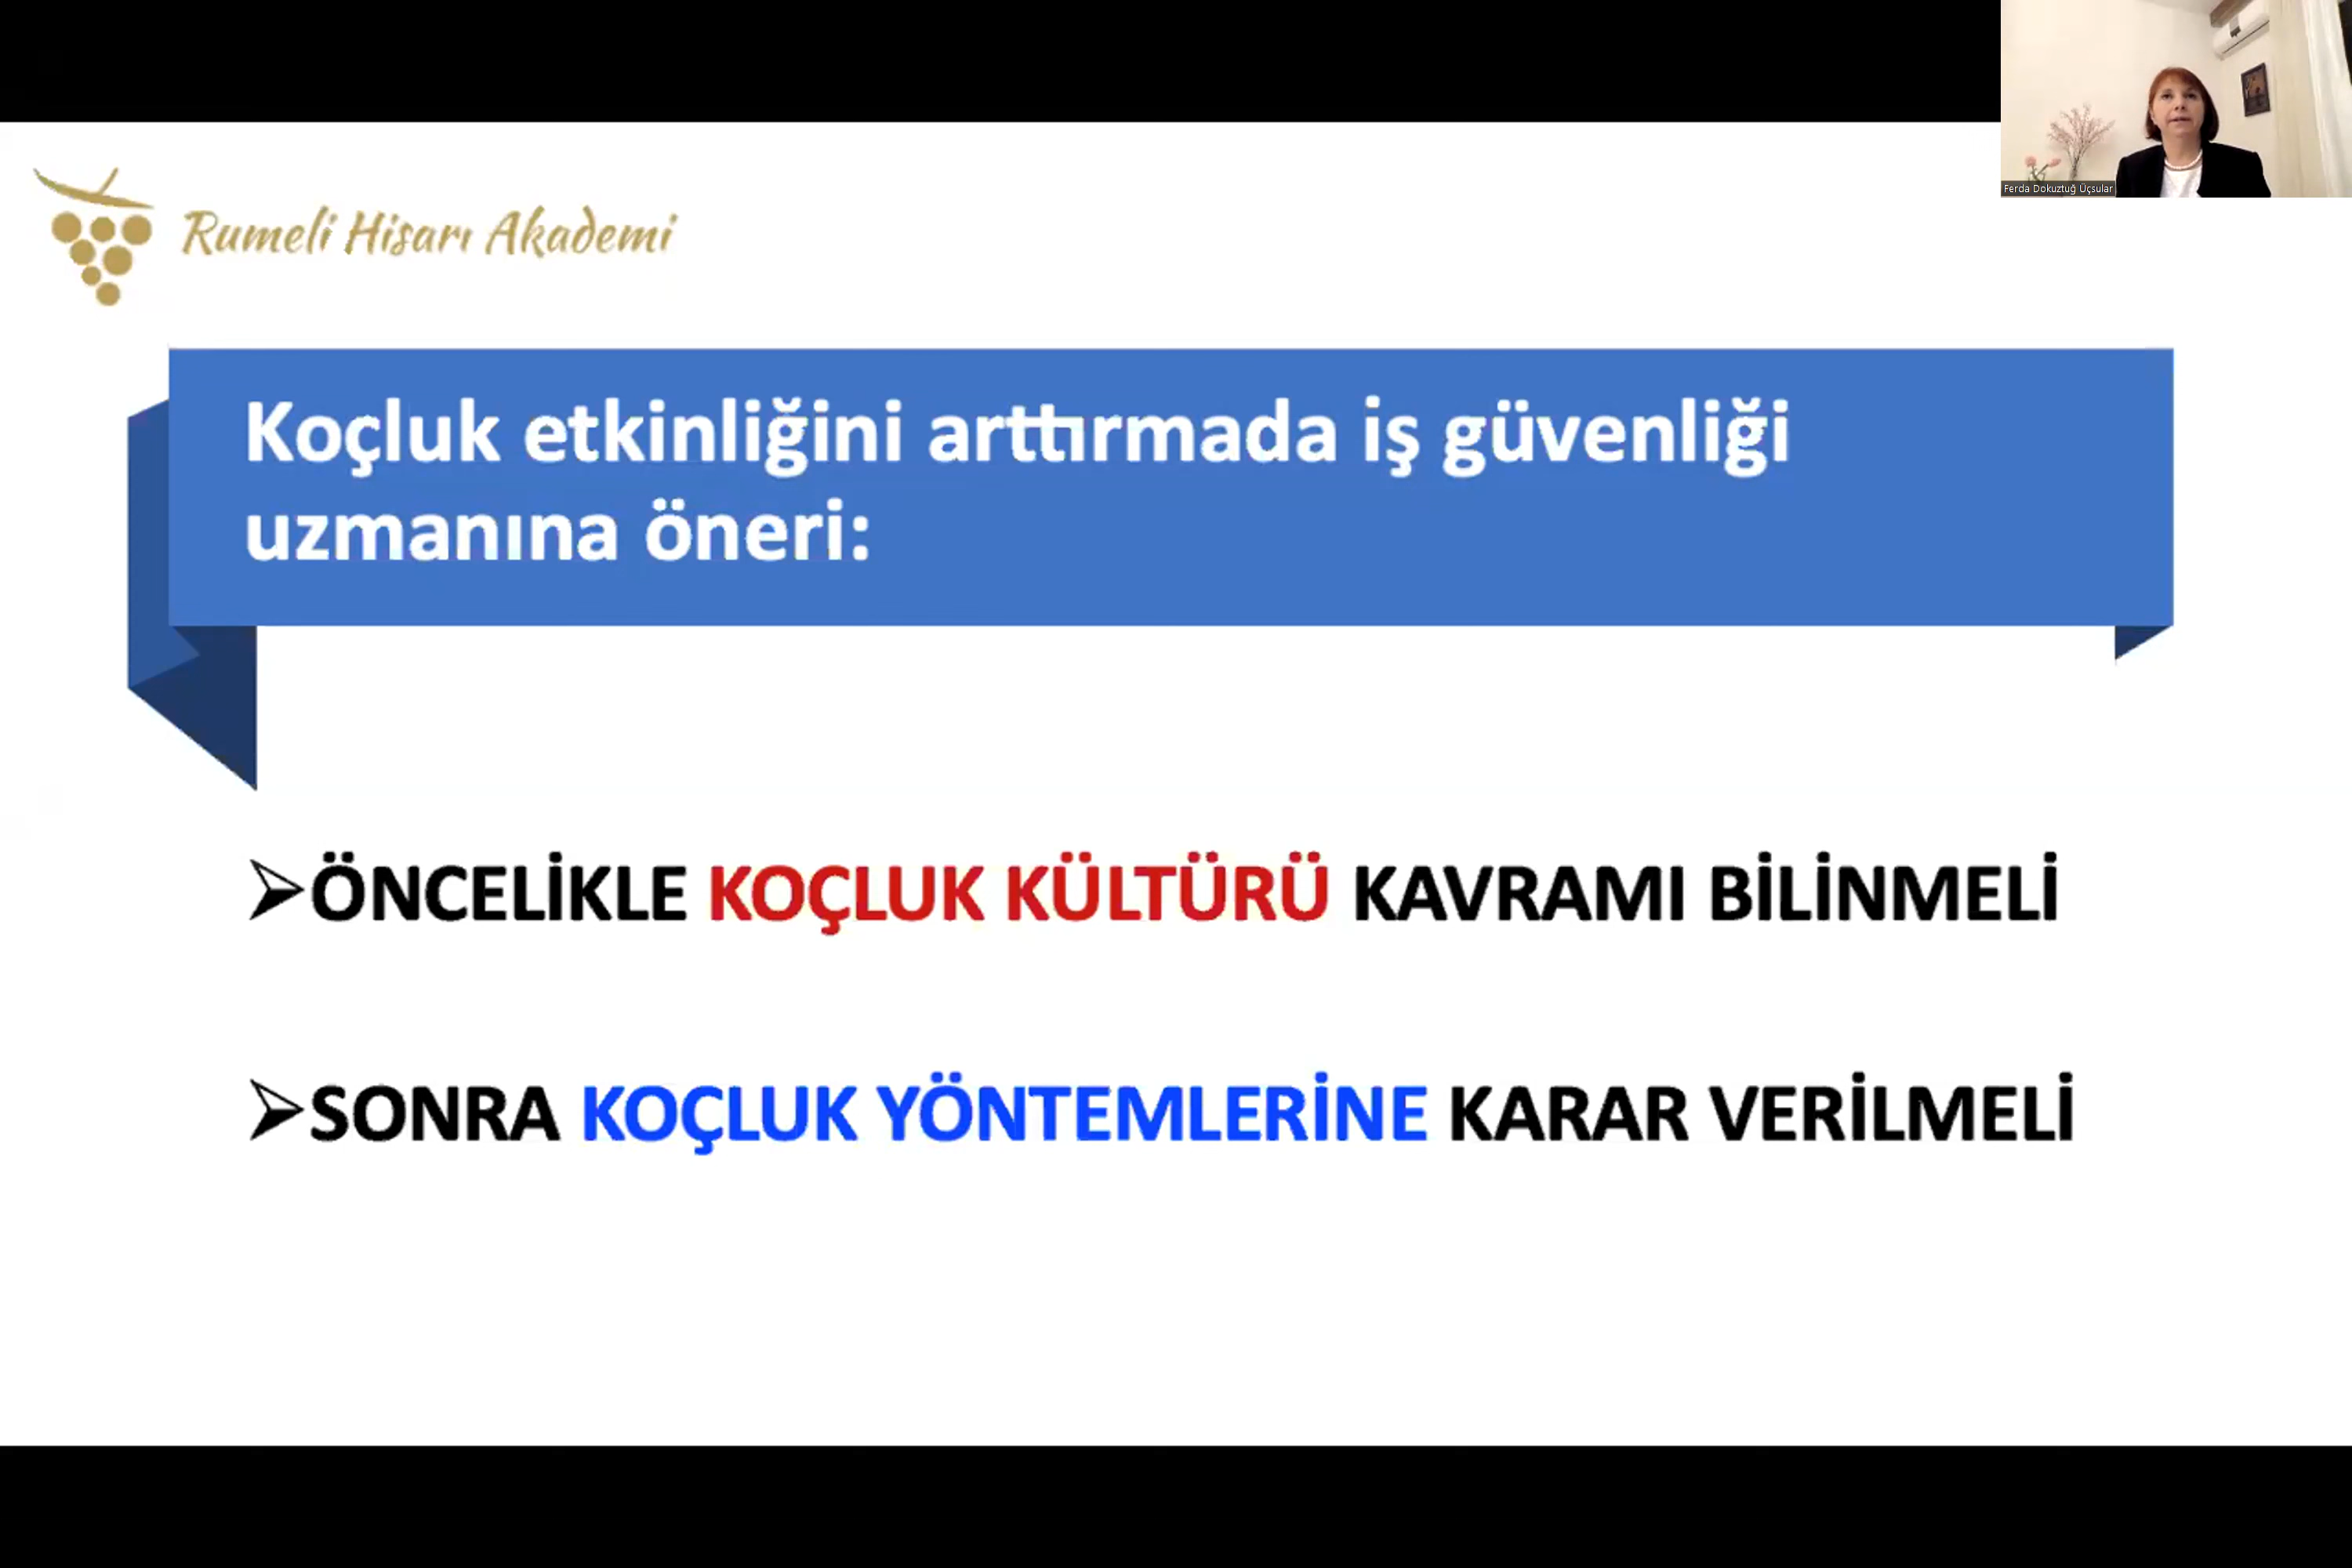 Ferda Dokuztuğ Üçsular
Rumeli Hisarı Akademi
Koçluk etkinliğini arttırmada iş güvenliği
uzmanına öneri:
➢ÖNCELİKLE KOÇLUK KÜLTÜRÜ KAVRAMI BİLİNMELİ
➢SONRA KOÇLUK YÖNTEMLERİNE KARAR VERİLMELİ